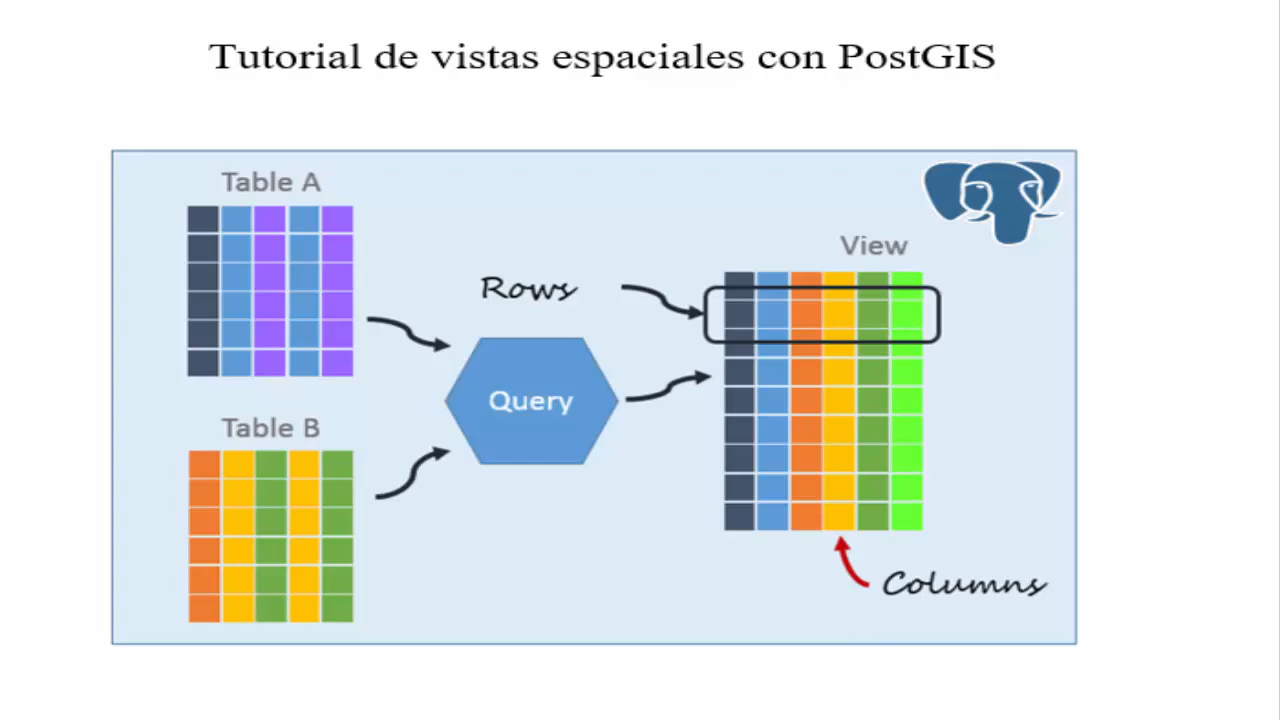 Tutorial de vistas espaciales con PostGIS
Table A
View
Rows
Query
Table B
Columns